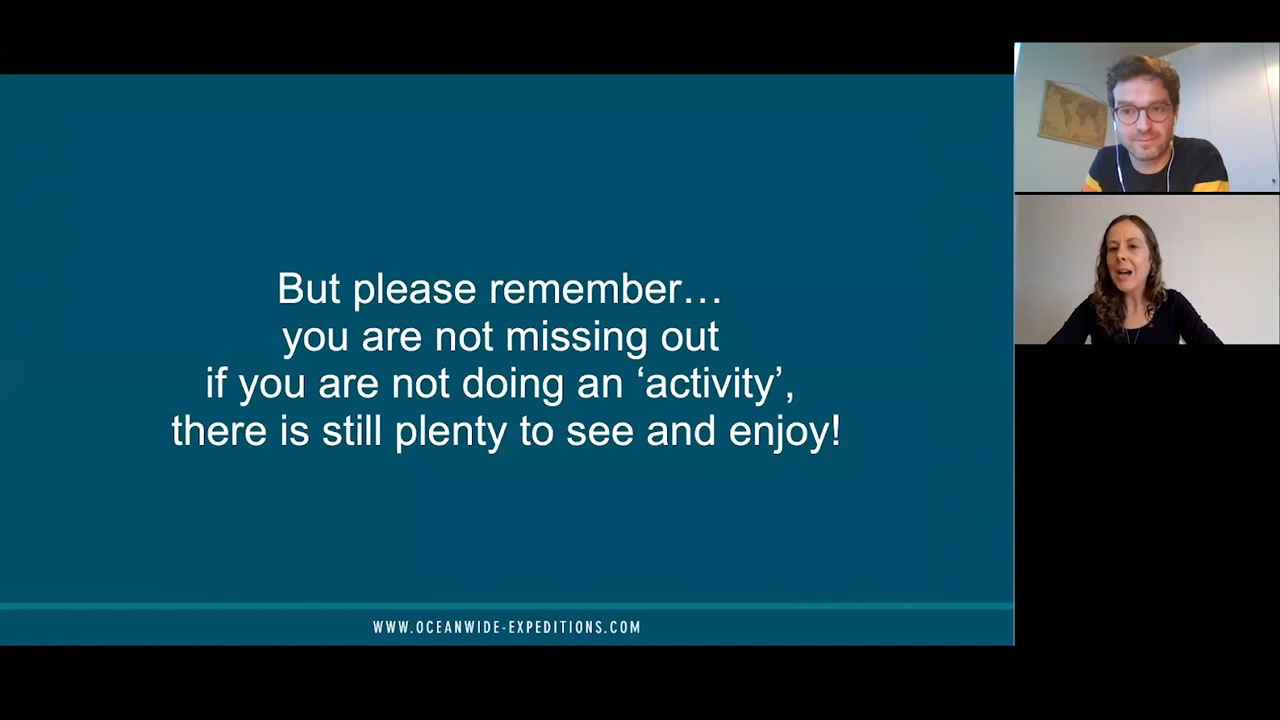 But please remember…
you are not missing out
if you are not doing an ‘activity’,
there is still plenty to see and enjoy!
WWW.OCEANWIDE-EXPEDITIONS.COM